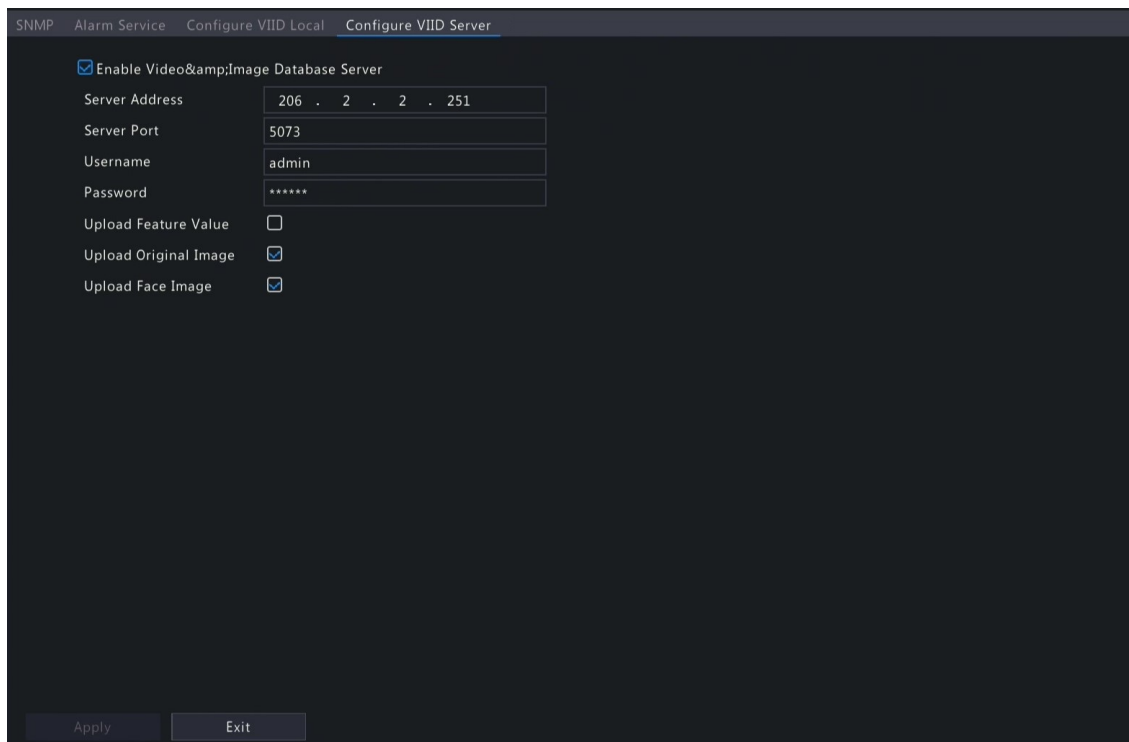 SNMP Alarm Service Configure VIID Local Configure VIID Server
Enable Video&amp;Image Database Server
Server Address 206 . 2 . 2 . 251
Server Port 5073
Username admin
Password ******
Upload Feature Value
Upload Original Image
Upload Face Image
Apply Exit